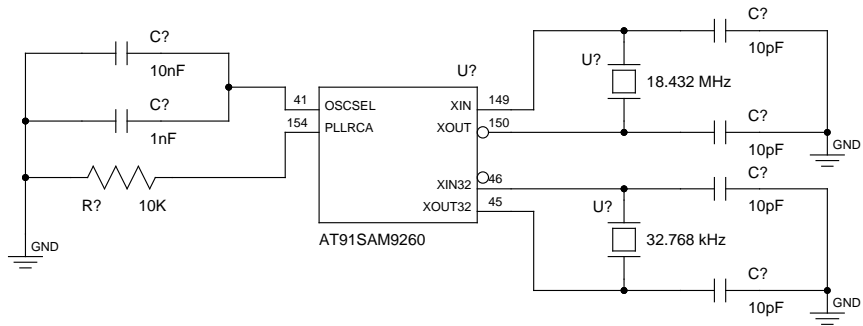 C?
10nF
C?
1nF
R? 10K
GND
U?
41 OSCSEL XIN 149
154 PLLRCA XOUT 150
XIN32 46
XOUT32 45
AT91SAM9260
C?
10pF
U? 18.432 MHz
C?
10pF
GND
C?
10pF
U? 32.768 kHz
C?
10pF
GND